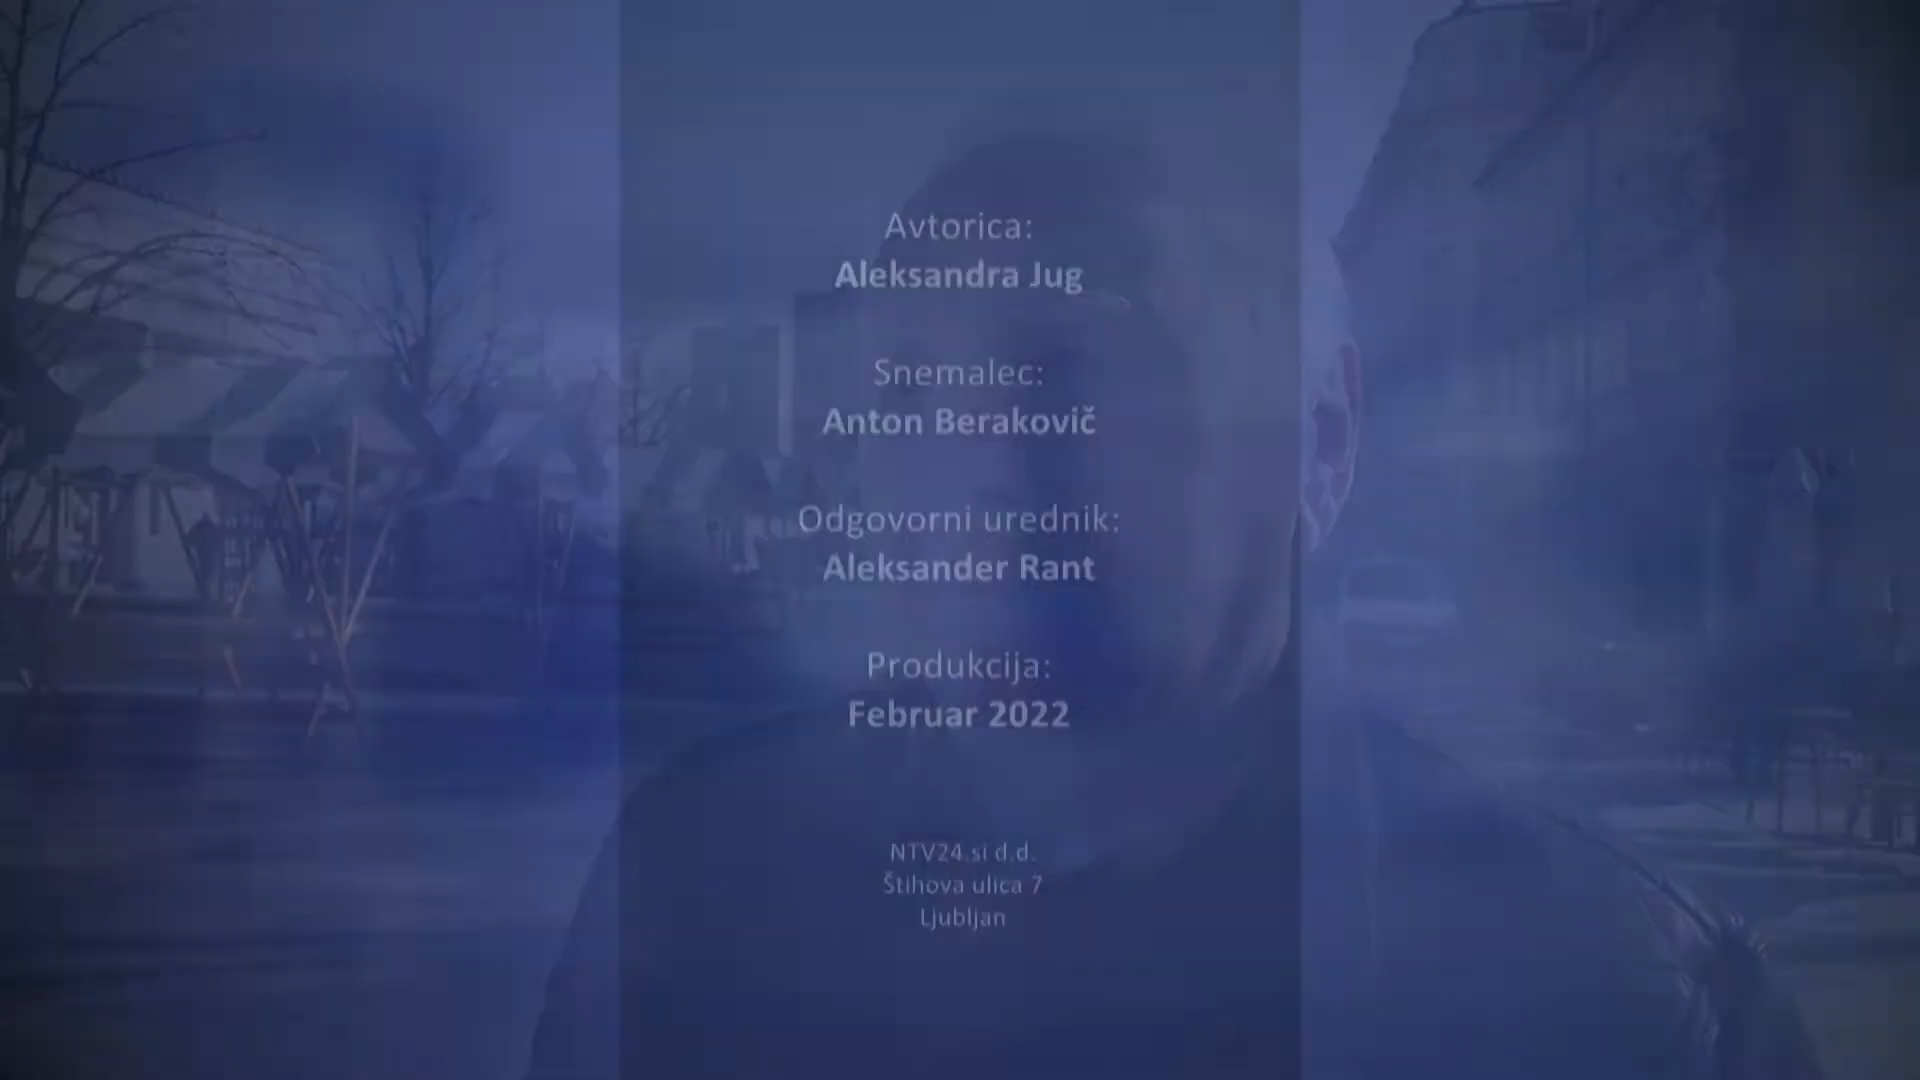 Avtorica:
Aleksandra Jug
Snemalec:
Anton Berakovič
Odgovorni urednik:
Aleksander Rant
Produkcija:
Februar 2022
NTV24.si d.d.
Štihova ulica 7
Ljubljan